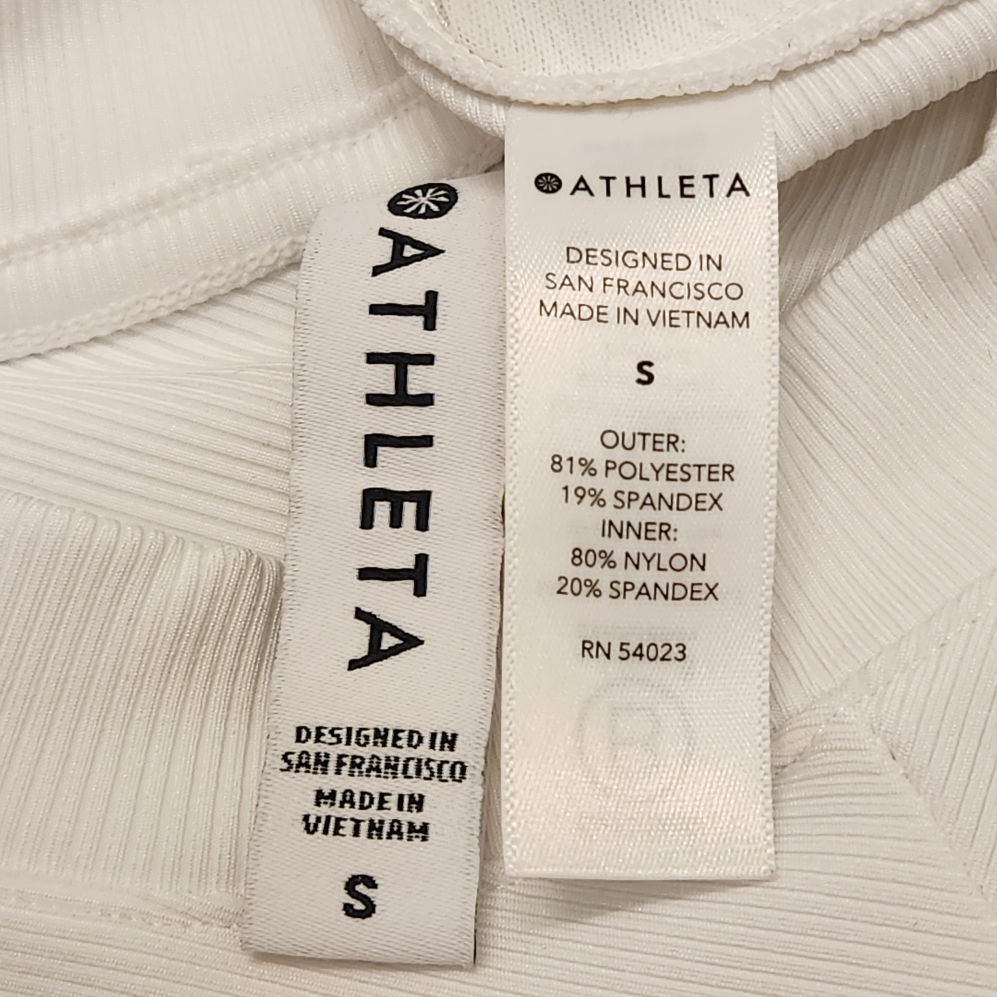 ATHLETA
DESIGNED IN
SAN FRANCISCO
MADE IN
VIETNAM
S
ATHLETA
DESIGNED IN
SAN FRANCISCO
MADE IN VIETNAM
S
OUTER:
81% POLYESTER
19% SPANDEX
INNER:
80% NYLON
20% SPANDEX
RN 54023